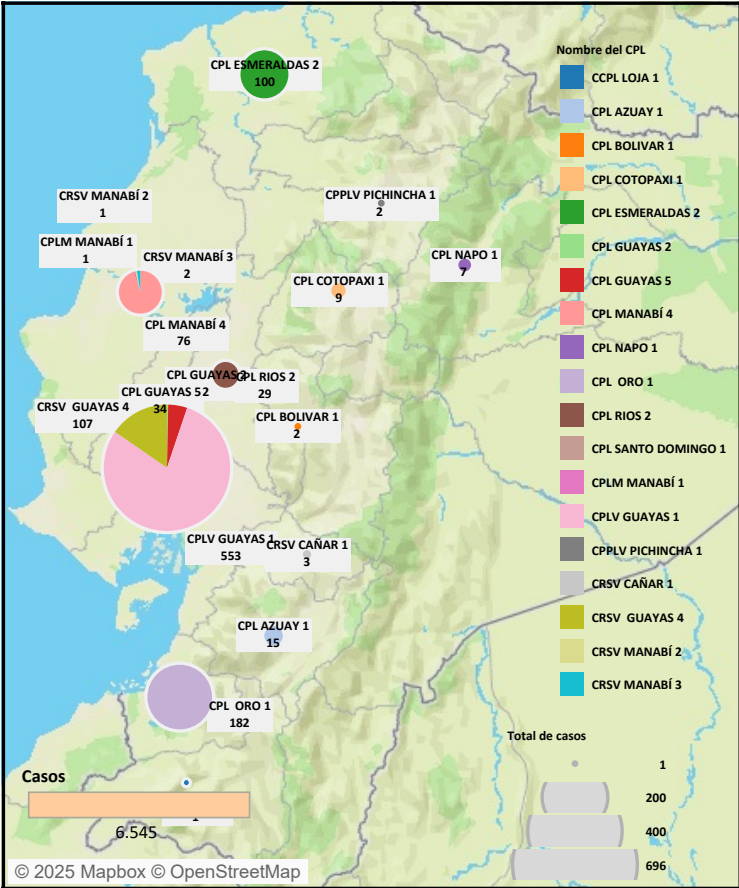 CPL ESMERALDAS 2
100
CPPLV PICHINCHA 1
2
CRSV MANABÍ 2
1
CPLM MANABÍ 1
1
CRSV MANABÍ 3
2
CPL NAPO 1
7
CPL COTOPAXI 1
9
CPL MANABÍ 4
76
CPL GUAYAS 2
CPL RIOS 2
29
CPL GUAYAS 5
2
34
CRSV  GUAYAS 4
107
CPL BOLIVAR 1
2
CPLV GUAYAS 1
553
CRSV CAÑAR 1
3
CPL AZUAY 1
15
CPL  ORO 1
182
1
Casos
6.545
© 2025 Mapbox © OpenStreetMap
Nombre del CPL
CCPL LOJA 1
CPL AZUAY 1
CPL BOLIVAR 1
CPL COTOPAXI 1
CPL ESMERALDAS 2
CPL GUAYAS 2
CPL GUAYAS 5
CPL MANABÍ 4
CPL NAPO 1
CPL  ORO 1
CPL RIOS 2
CPL SANTO DOMINGO 1
CPLM MANABÍ 1
CPLV GUAYAS 1
CPPLV PICHINCHA 1
CRSV CAÑAR 1
CRSV  GUAYAS 4
CRSV MANABÍ 2
CRSV MANABÍ 3
Total de casos
1
200
400
696